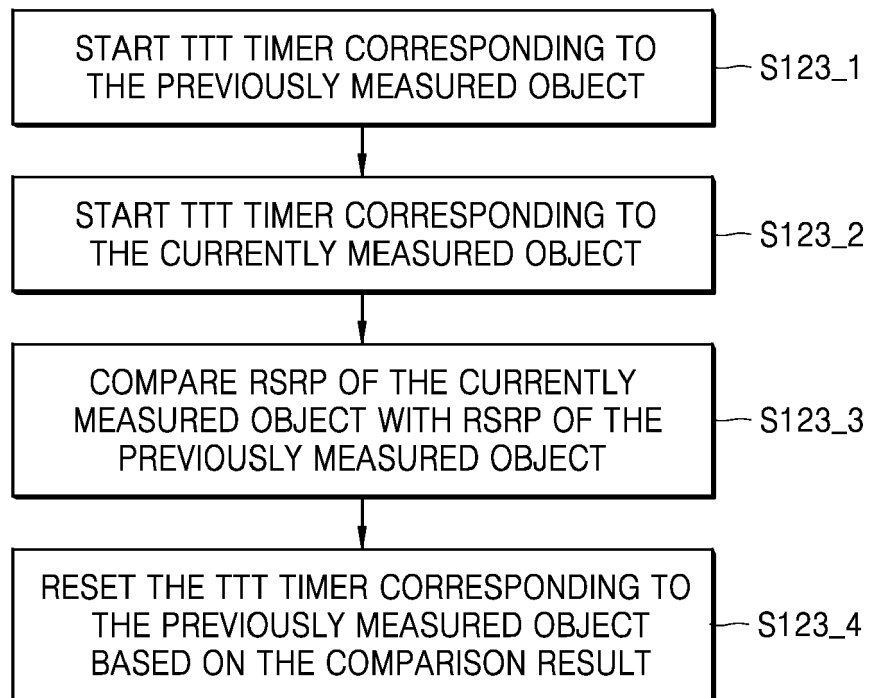 START TTT TIMER CORRESPONDING TO
THE PREVIOUSLY MEASURED OBJECT
S123_1
START TTT TIMER CORRESPONDING TO
THE CURRENTLY MEASURED OBJECT
S123_2
COMPARE RSRP OF THE CURRENTLY
MEASURED OBJECT WITH RSRP OF THE
PREVIOUSLY MEASURED OBJECT
S123_3
RESET THE TTT TIMER CORRESPONDING TO
THE PREVIOUSLY MEASURED OBJECT
BASED ON THE COMPARISON RESULT
S123_4